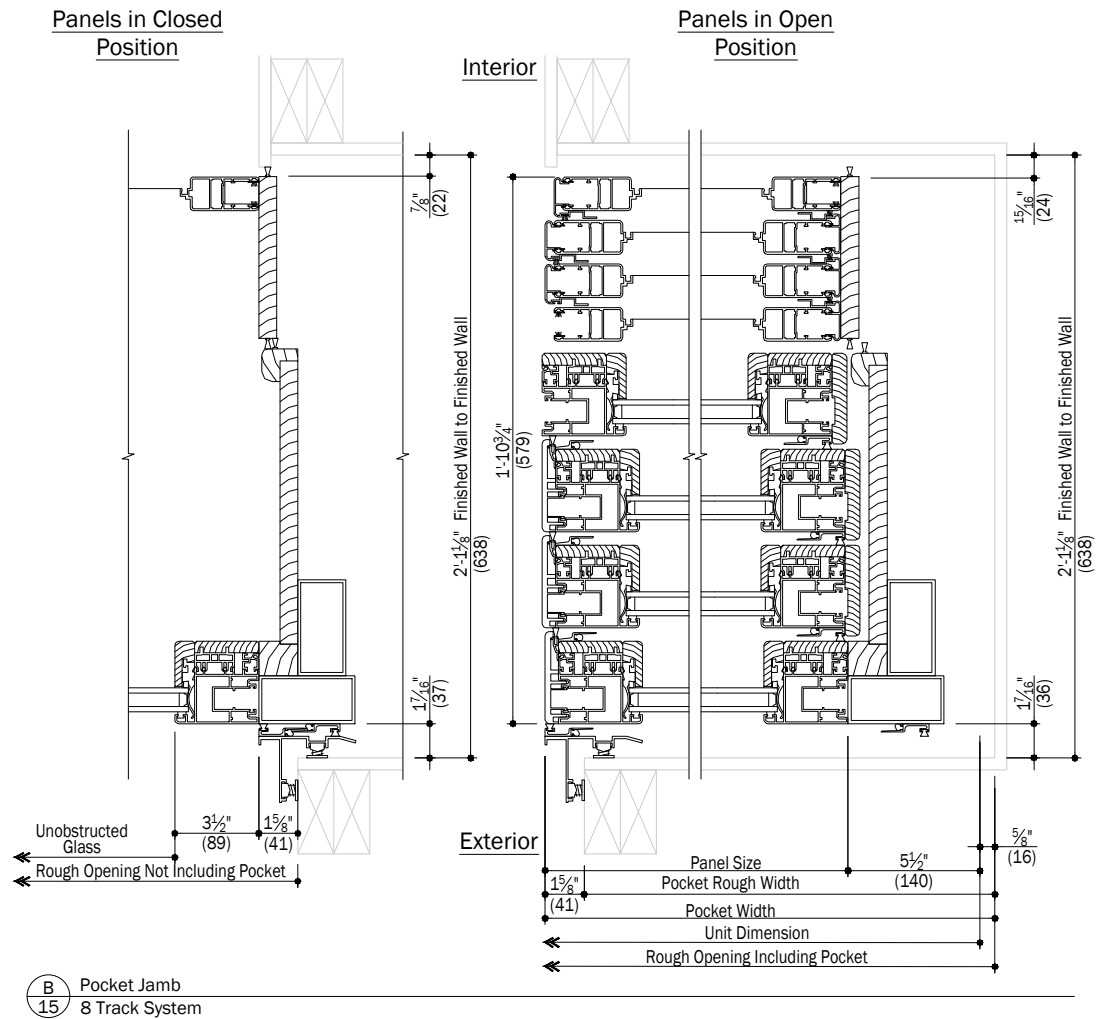 Panels in Closed
Position
Panels in Open
Position
Interior
7/8"
(22)
2'-1 1/8" Finished Wall to Finished Wall
(638)
1 7/16"
(37)
1'-10 3/4"
(579)
15/16"
(24)
2'-1 1/8" Finished Wall to Finished Wall
(638)
1 7/16"
(36)
Unobstructed
Glass
3 1/2"
(89)
1 5/8"
(41)
Rough Opening Not Including Pocket
Exterior
Panel Size
5 1/2"
(140)
5/8"
(16)
1 5/8"
(41)
Pocket Rough Width
Pocket Width
Unit Dimension
Rough Opening Including Pocket
B
15
Pocket Jamb
8 Track System